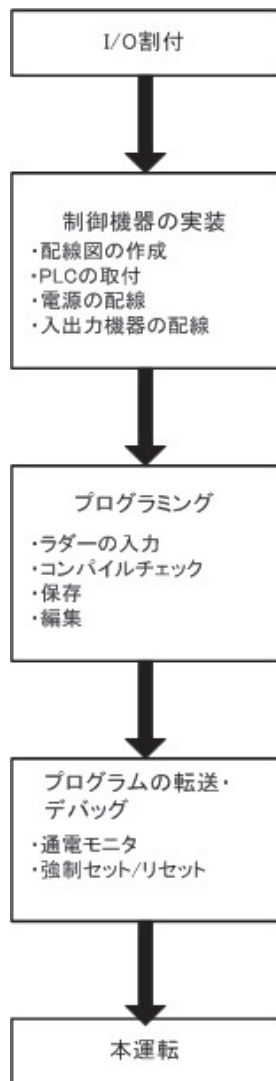 I/O割付
制御機器の実装
・配線図の作成
・PLCの取付
・電源の配線
・入出力機器の配線
プログラミング
・ラダーの入力
・コンパイルチェック
・保存
・編集
プログラムの転送・
デバッグ
・通電モニタ
・強制セット/リセット
本運転